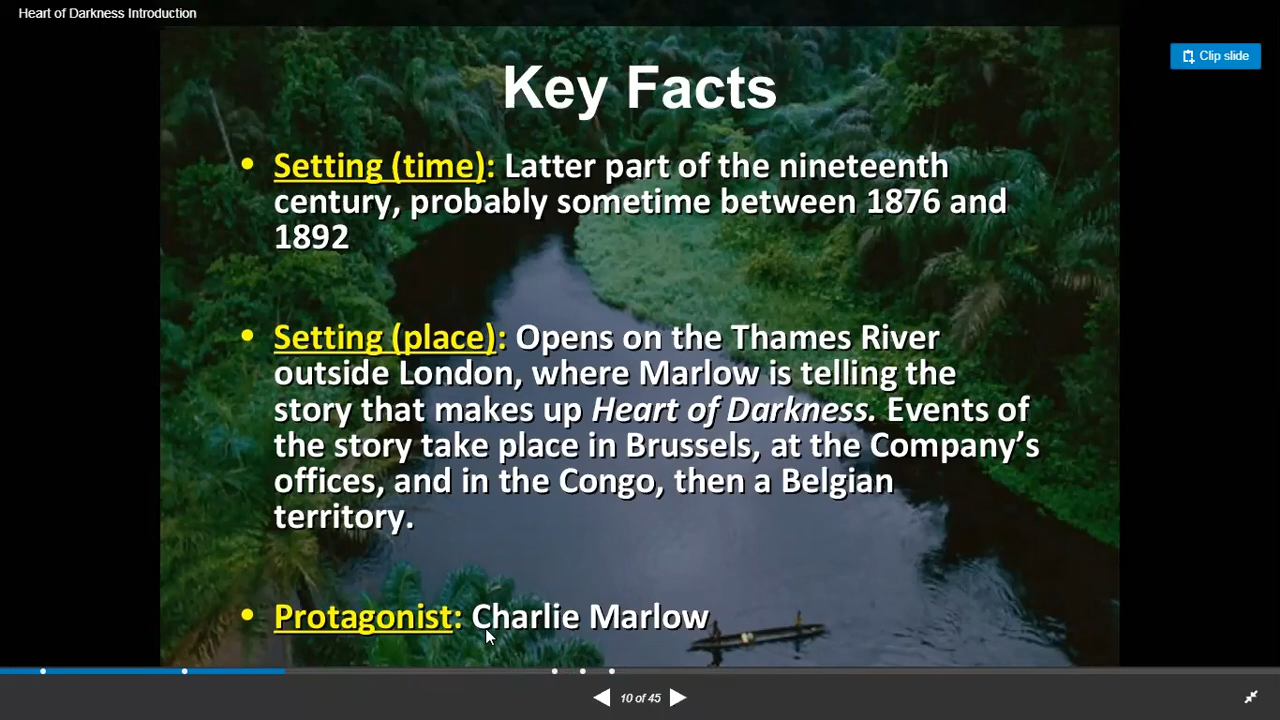 Heart of Darkness Introduction
Clip slide
Key Facts
• Setting (time): Latter part of the nineteenth
century, probably sometime between 1876 and
1892
• Setting (place): Opens on the Thames River
outside London, where Marlow is telling the
story that makes up Heart of Darkness. Events of
the story take place in Brussels, at the Company’s
offices, and in the Congo, then a Belgian
territory.
• Protagonist: Charlie Marlow
10 of 45